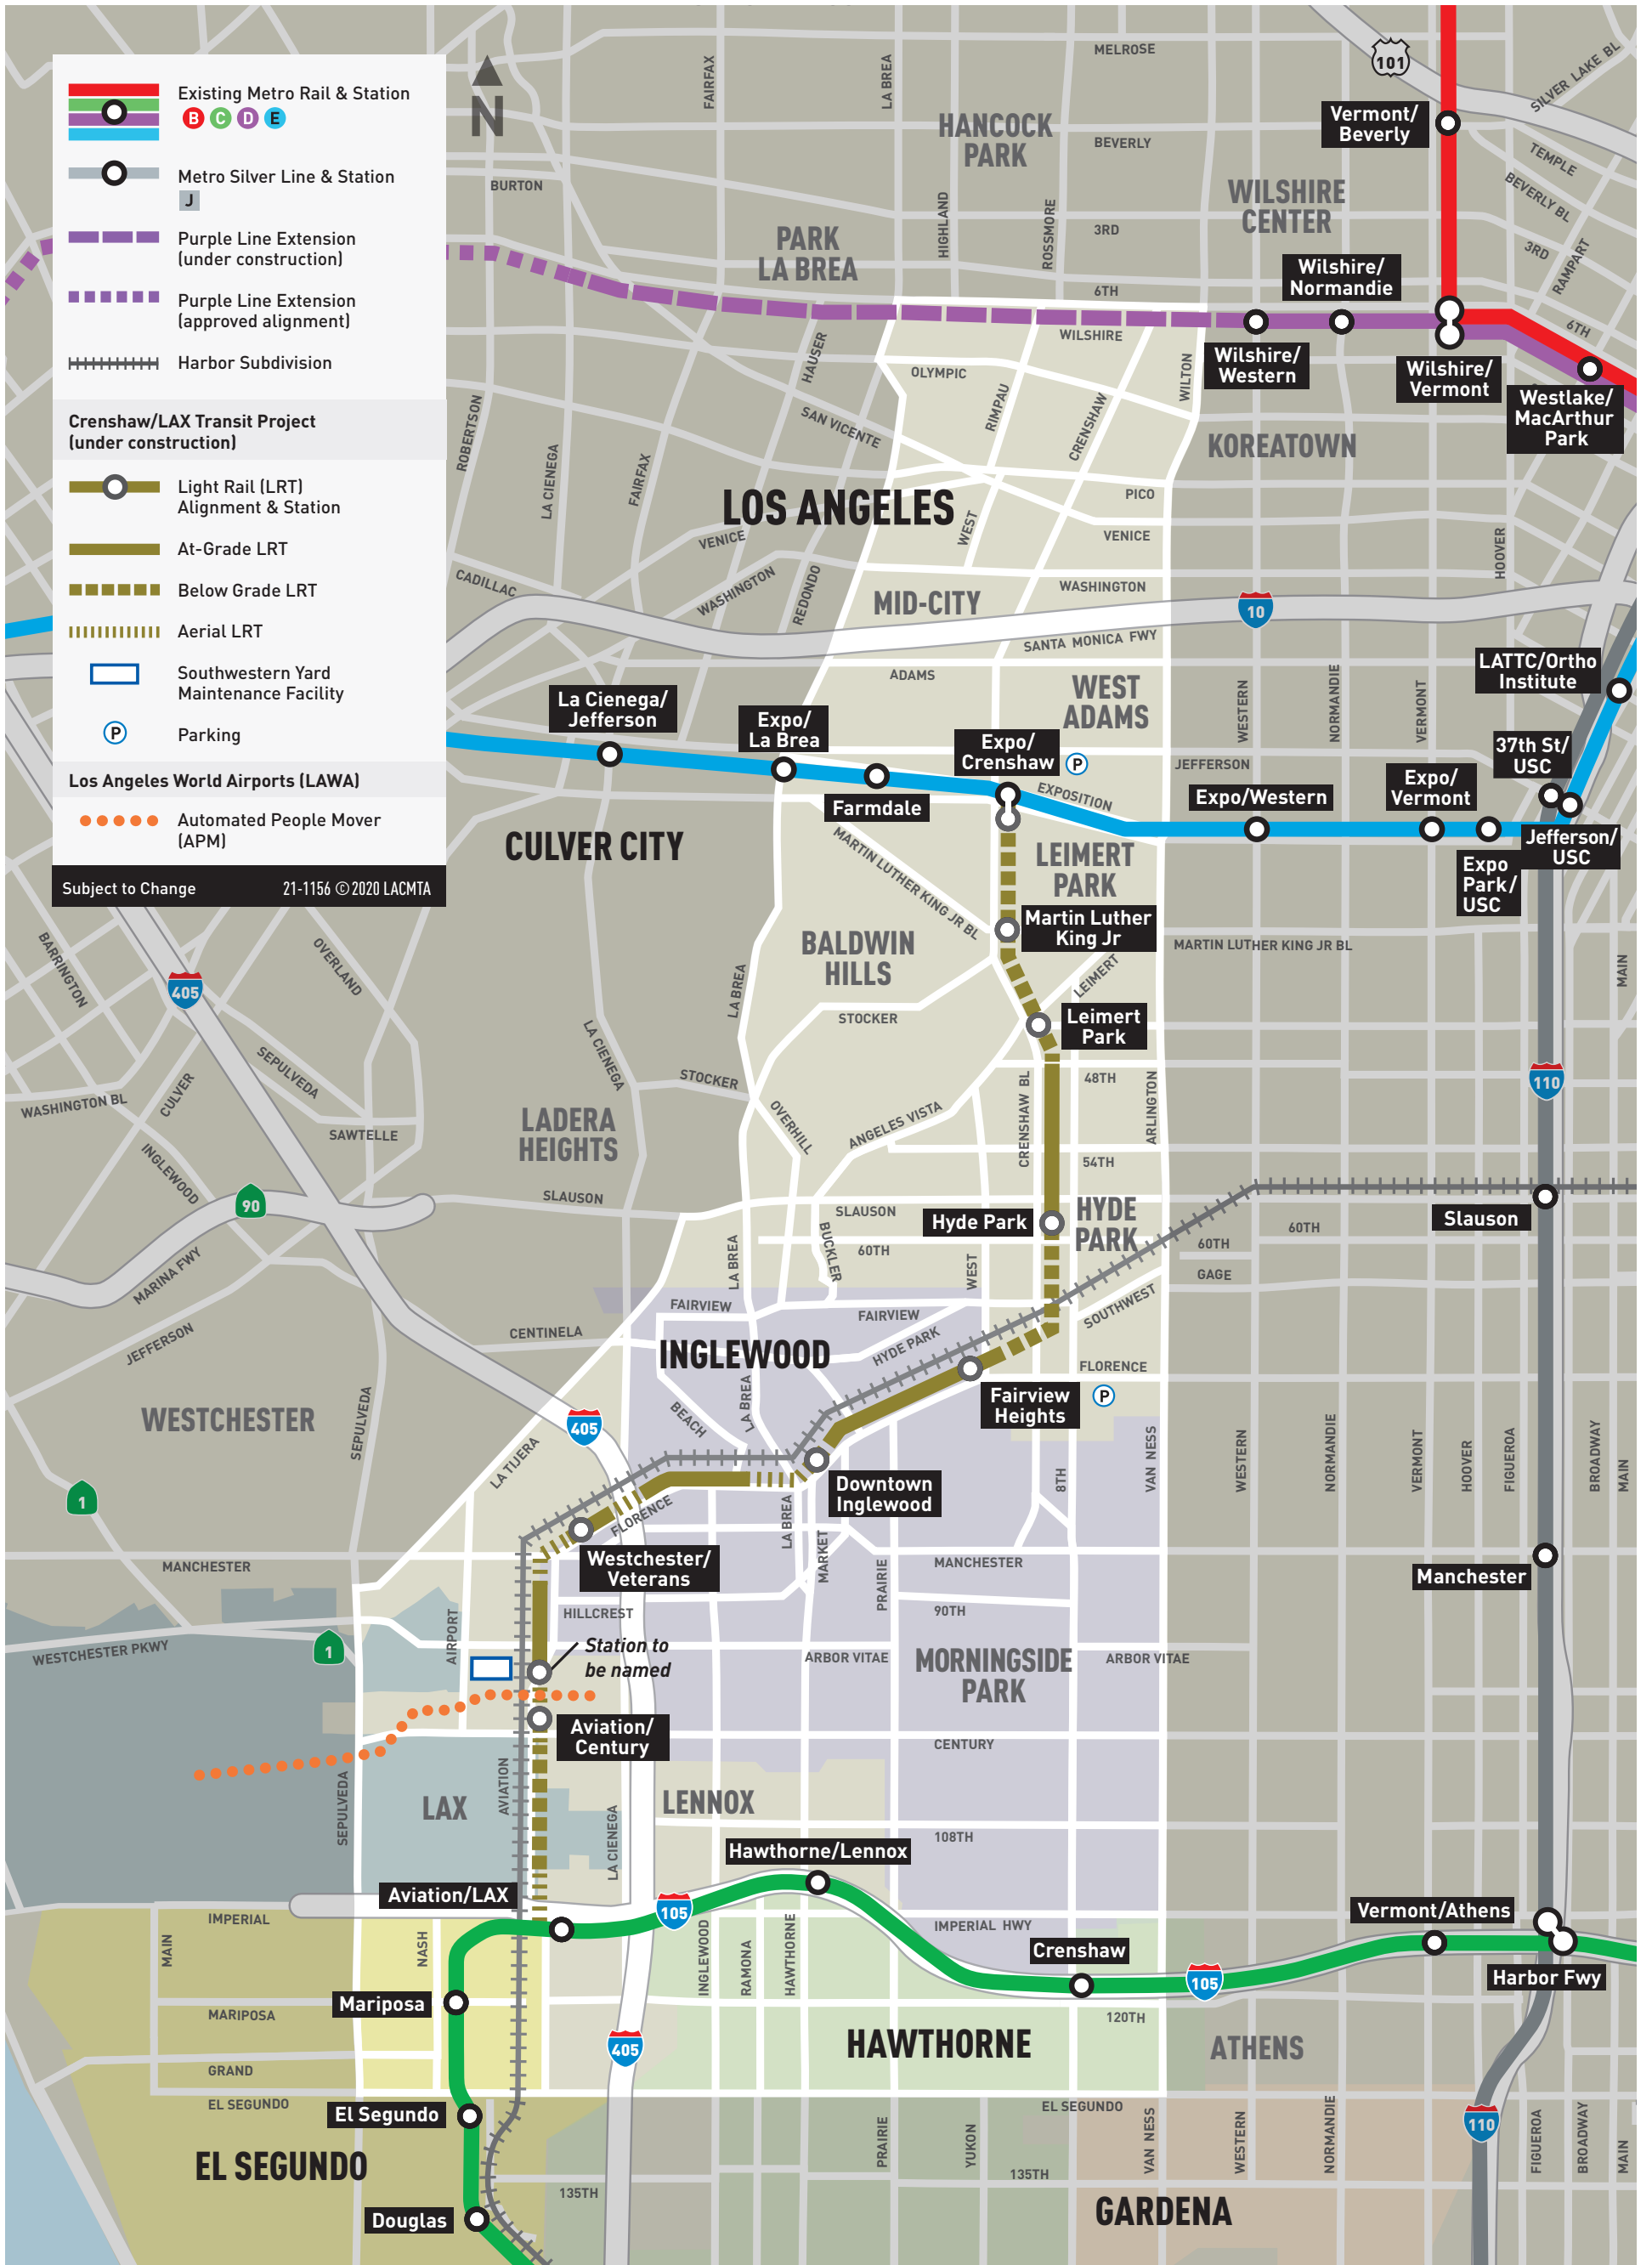 Existing Metro Rail & Station
B C D E
Metro Silver Line & Station
J
Purple Line Extension
(under construction)
Purple Line Extension
(approved alignment)
Harbor Subdivision
Crenshaw/LAX Transit Project
(under construction)
Light Rail (LRT)
Alignment & Station
At-Grade LRT
Below Grade LRT
Aerial LRT
Southwestern Yard
Maintenance Facility
P
Parking
Los Angeles World Airports (LAWA)
Automated People Mover
(APM)
Subject to Change
21-1156 © 2020 LACMTA
N
MELROSE
101
SILVER LAKE BL
FAIRFAX
LA BREA
HANCOCK
PARK
BEVERLY
Vermont/
Beverly
TEMPLE
BEVERLY BL
BURTON
HIGHLAND
ROSSMORE
WILSHIRE
CENTER
3RD
3RD
RAMPART
PARK
LA BREA
6TH
Wilshire/
Normandie
6TH
WILSHIRE
HAUSER
Wilshire/
Western
Wilshire/
Vermont
Westlake/
MacArthur
Park
OLYMPIC
WILTON
RIMPAU
CRENSHAW
SAN VICENTE
ROBERTSON
LA CIENEGA
FAIRFAX
KOREATOWN
LOS ANGELES
PICO
WEST
VENICE
VENICE
HOOVER
CADILLAC
WASHINGTON
REDONDO
WASHINGTON
MID-CITY
10
SANTA MONICA FWY
ADAMS
WEST
ADAMS
LATTC/Ortho
Institute
WESTERN
NORMANDIE
VERMONT
La Cienega/
Jefferson
Expo/
La Brea
Expo/
Crenshaw
P
JEFFERSON
37th St/
USC
Farmdale
EXPOSITION
Expo/Western
Expo/
Vermont
Jefferson/
USC
Expo
Park/
USC
CULVER CITY
MARTIN LUTHER KING JR BL
LEIMERT
PARK
Martin Luther
King Jr
MARTIN LUTHER KING JR BL
MAIN
BALDWIN
HILLS
LEIMERT
BARRINGTON
OVERLAND
405
LA BREA
STOCKER
Leimert
Park
LA CIENEGA
SEPULVEDA
STOCKER
48TH
110
CULVER
WASHINGTON BL
OVERHILL
ANGELES VISTA
CRENSHAW BL
ARLINGTON
LADERA
HEIGHTS
SAWTELLE
54TH
INGLEWOOD
SLAUSON
90
SLAUSON
Hyde Park
HYDE
PARK
Slauson
60TH
BUCKLER
60TH
60TH
LA BREA
WEST
GAGE
MARINA FWY
FAIRVIEW
FAIRVIEW
SOUTHWEST
JEFFERSON
CENTINELA
INGLEWOOD
HYDE PARK
FLORENCE
Fairview
Heights
P
WESTCHESTER
SEPULVEDA
405
BEACH
LA BREA
LA TIJERA
Downtown
Inglewood
8TH
VAN NESS
WESTERN
NORMANDIE
VERMONT
HOOVER
FIGUEROA
BROADWAY
MAIN
1
FLORENCE
LA BREA
MARKET
Westchester/
Veterans
MANCHESTER
PRAIRIE
MANCHESTER
Manchester
HILLCREST
90TH
WESTCHESTER PKWY
1
AIRPORT
Station to
be named
ARBOR VITAE
MORNINGSIDE
PARK
ARBOR VITAE
Aviation/
Century
CENTURY
SEPULVEDA
LAX
AVIATION
LENNOX
LA CIENEGA
108TH
Hawthorne/Lennox
Aviation/LAX
105
IMPERIAL
IMPERIAL HWY
Vermont/Athens
MAIN
NASH
INGLEWOOD
RAMONA
HAWTHORNE
Crenshaw
105
Harbor Fwy
Mariposa
MARIPOSA
120TH
405
HAWTHORNE
ATHENS
GRAND
EL SEGUNDO
El Segundo
EL SEGUNDO
110
EL SEGUNDO
PRAIRIE
YUKON
VAN NESS
WESTERN
NORMANDIE
FIGUEROA
BROADWAY
MAIN
135TH
135TH
GARDENA
Douglas